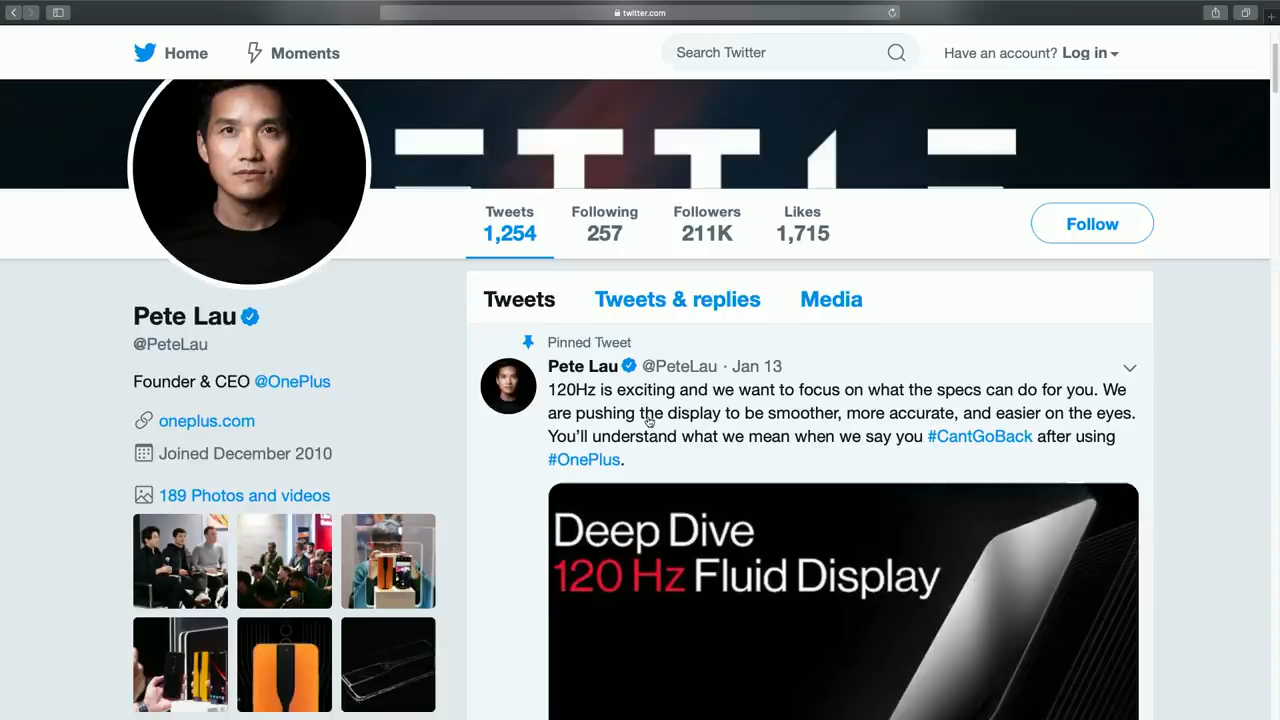 twitter.com
Home
Moments
Search Twitter
Have an account? Log in
Tweets
1,254
Following
257
Followers
211K
Likes
1,715
Follow
Pete Lau
@PeteLau
Founder & CEO @OnePlus
oneplus.com
Joined December 2010
189 Photos and videos
Tweets
Tweets & replies
Media
Pinned Tweet
Pete Lau @PeteLau · Jan 13
120Hz is exciting and we want to focus on what the specs can do for you. We
are pushing the display to be smoother, more accurate, and easier on the eyes.
You’ll understand what we mean when we say you #CantGoBack after using
#OnePlus.
Deep Dive
120 Hz Fluid Display